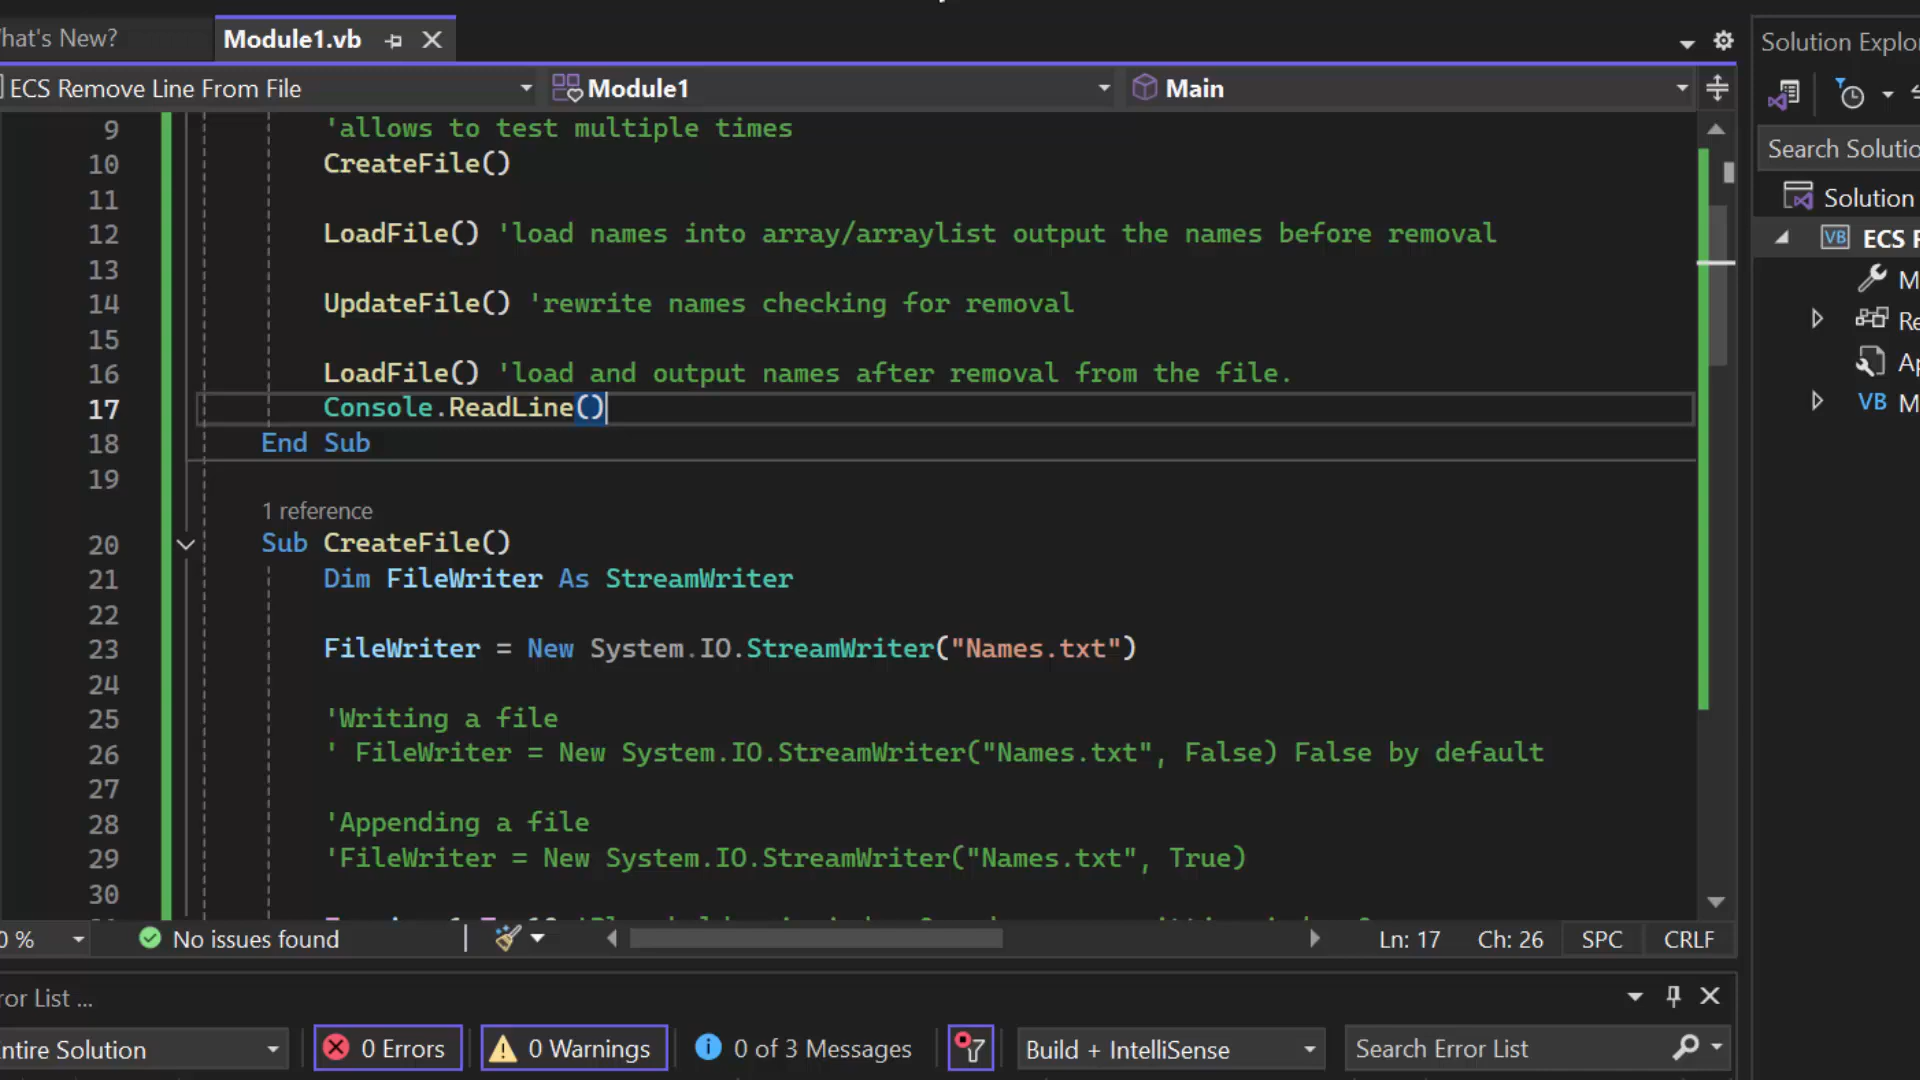 hat's New?
Module1.vb
Solution Explo
ECS Remove Line From File
Module1
Main
Search Solutio
Solution
ECS
9 'allows to test multiple times
10 CreateFile()
11
12 LoadFile() 'load names into array/arraylist output the names before removal
13
14 UpdateFile() 'rewrite names checking for removal
15
16 LoadFile() 'load and output names after removal from the file.
17 Console.ReadLine()
18 End Sub
19
1 reference
20 Sub CreateFile()
21 Dim FileWriter As StreamWriter
22
23 FileWriter = New System.IO.StreamWriter("Names.txt")
24
25 'Writing a file
26 ' FileWriter = New System.IO.StreamWriter("Names.txt", False) False by default
27
28 'Appending a file
29 'FileWriter = New System.IO.StreamWriter("Names.txt", True)
30
VB
M
Re
Ap
VB M
0 %
No issues found
Ln: 17
Ch: 26
SPC
CRLF
ror List ...
ntire Solution
0 Errors
0 Warnings
0 of 3 Messages
Build + IntelliSense
Search Error List